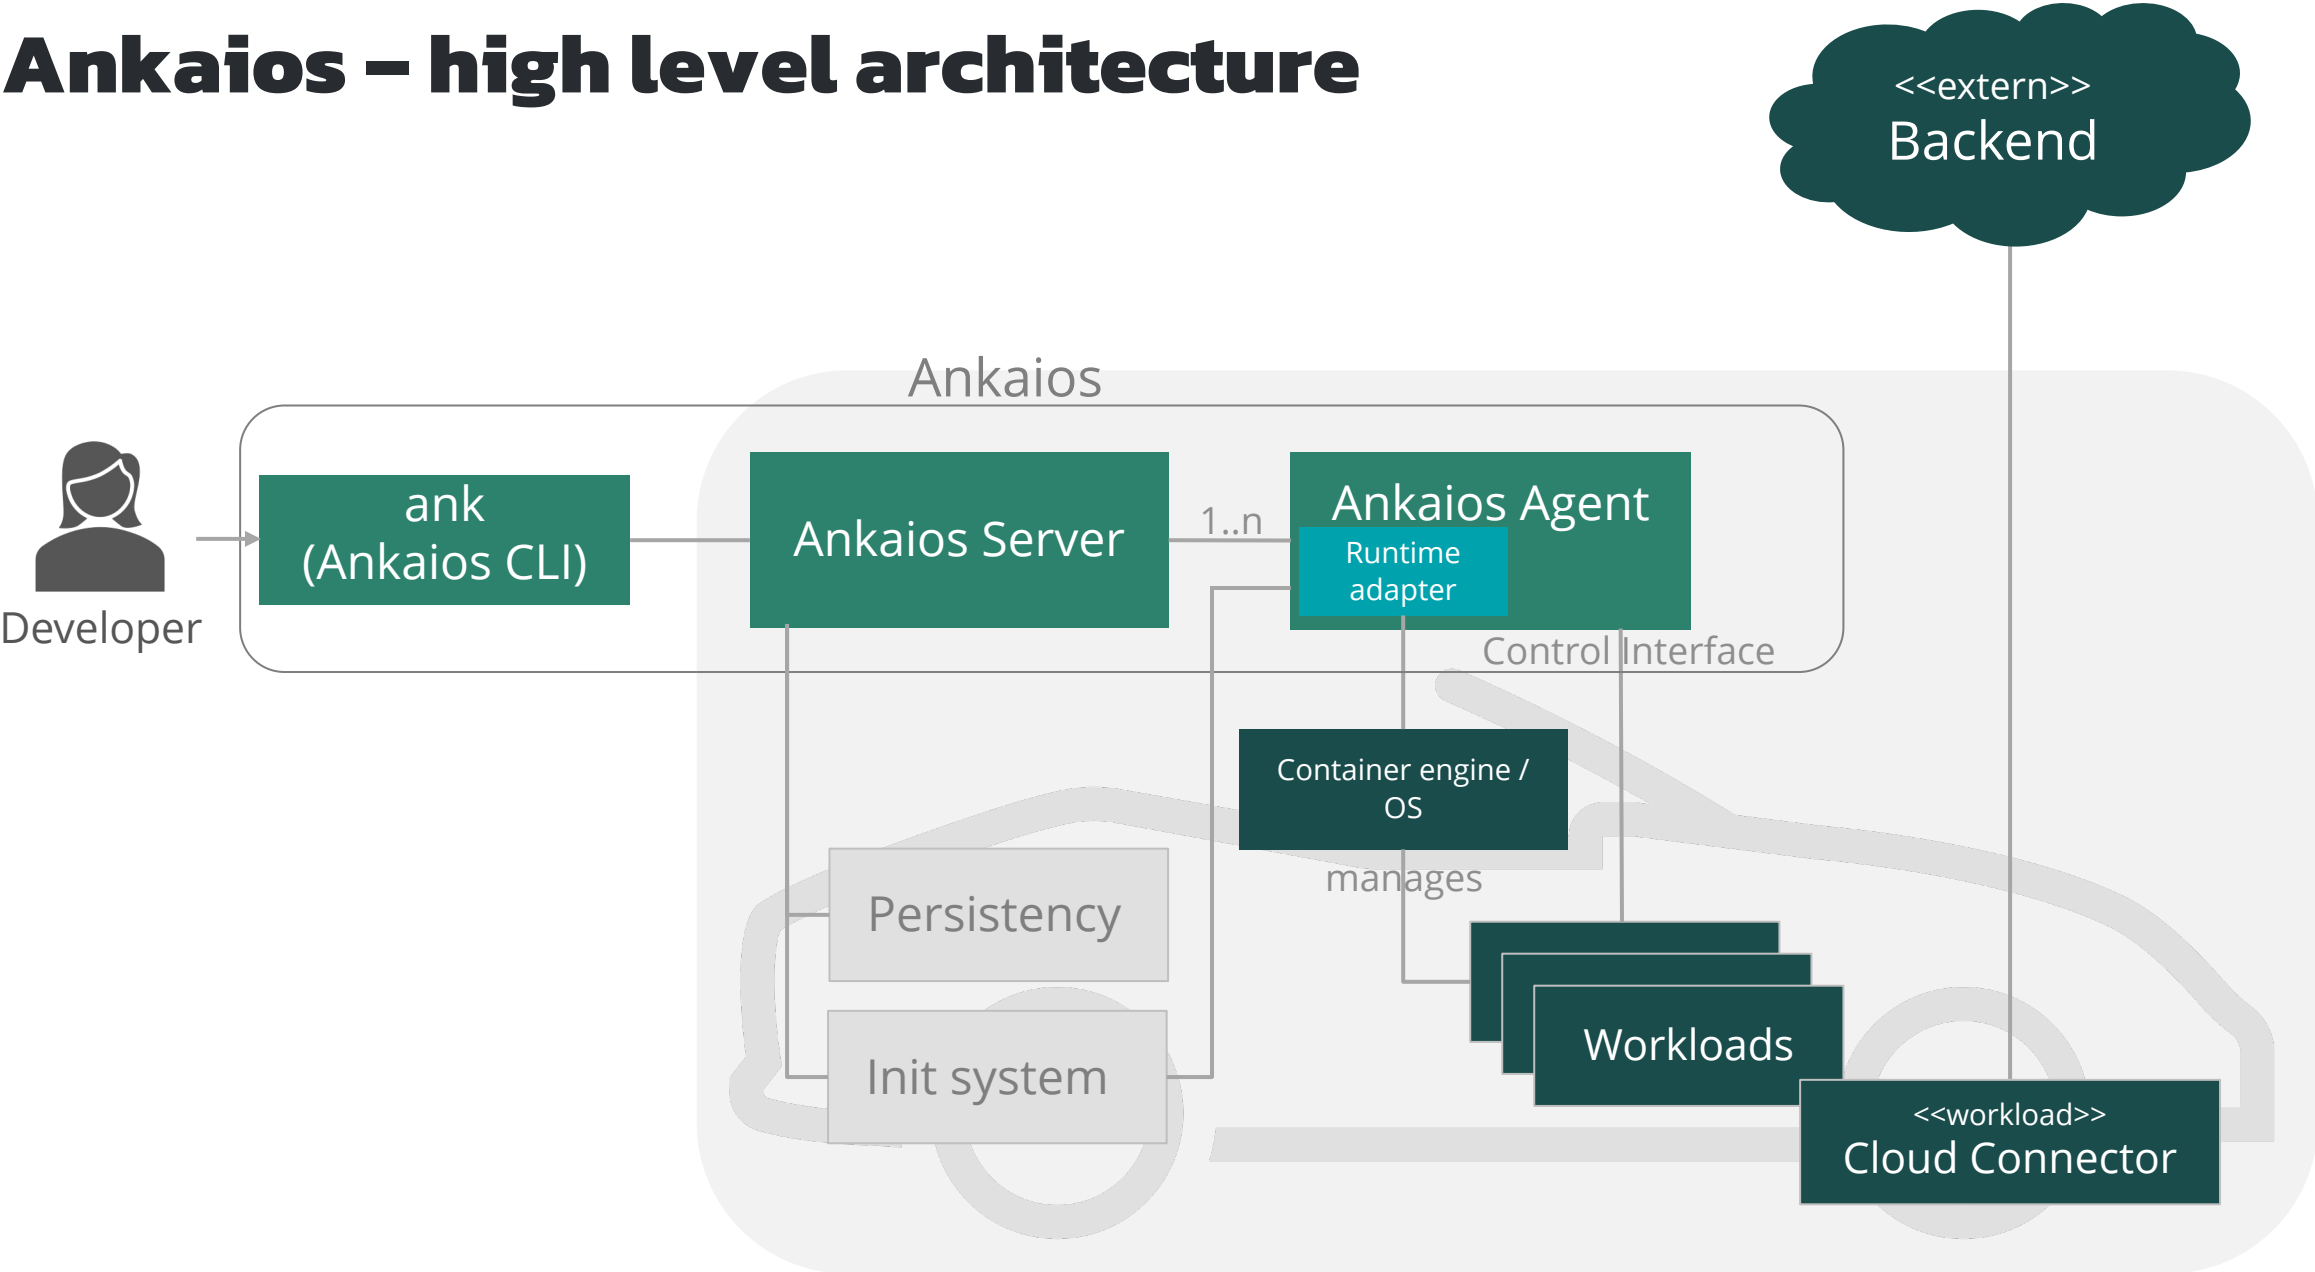 Ankaios – high level architecture
<<extern>>
Backend
Ankaios
Developer
ank
(Ankaios CLI)
Ankaios Server
1..n
Ankaios Agent
Runtime
adapter
Control Interface
Container engine /
OS
manages
Persistency
Init system
Workloads
<<workload>>
Cloud Connector